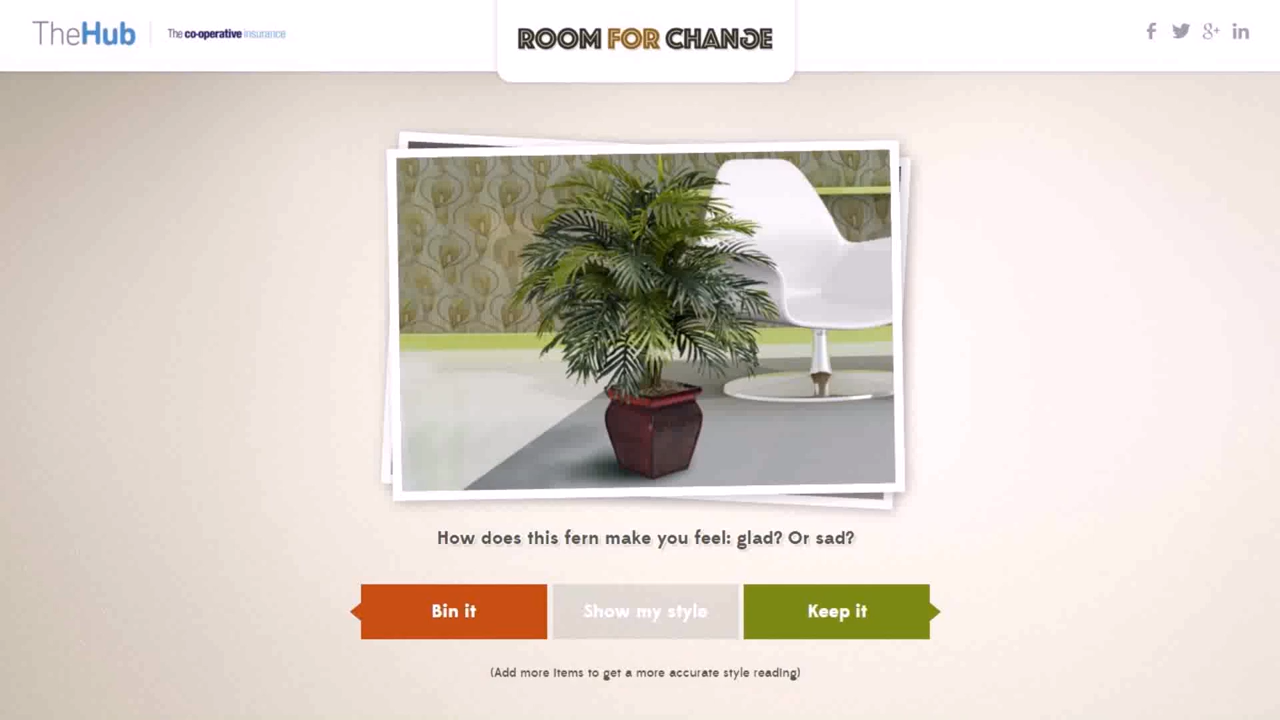 TheHub
The co-operative insurance
ROOM FOR CHANGE
How does this fern make you feel: glad? Or sad?
Bin it
Show my style
Keep it
(Add more items to get a more accurate style reading)